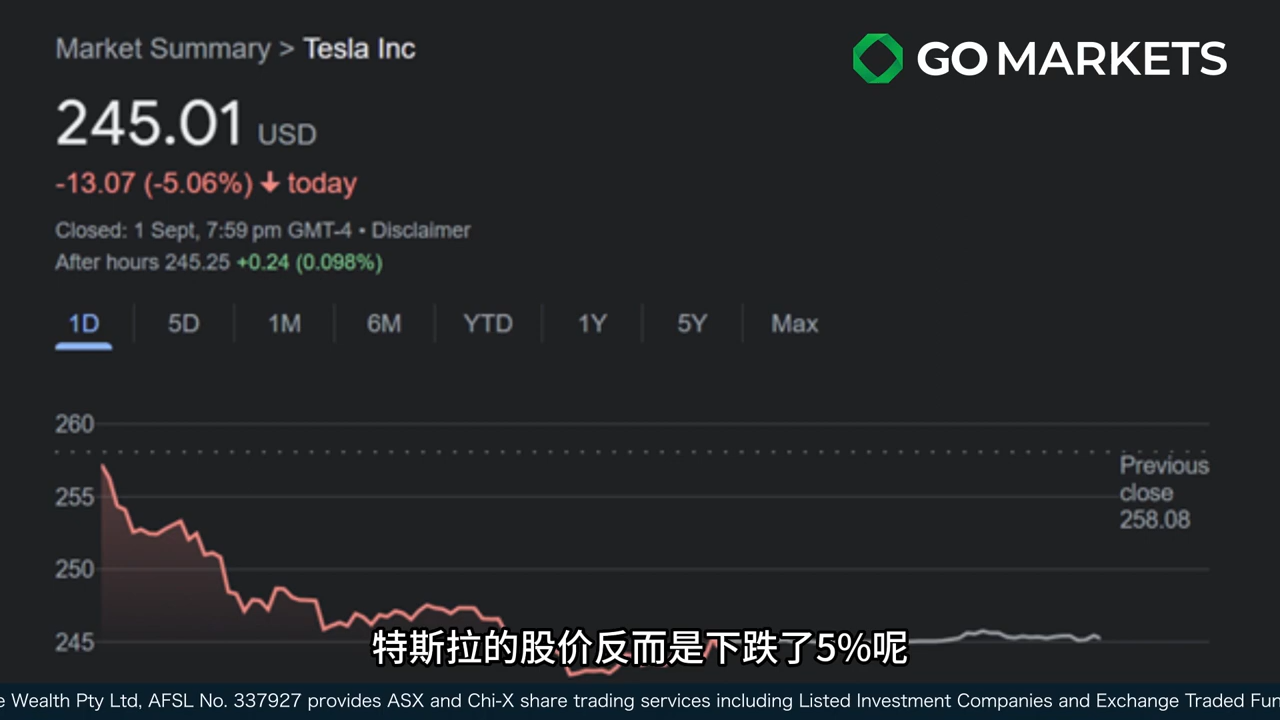 Market Summary > Tesla Inc
GO MARKETS
245.01 USD
-13.07 (-5.06%) ↓ today
Closed: 1 Sept, 7:59 pm GMT-4 • Disclaimer
After hours 245.25 +0.24 (0.098%)
1D 5D 1M 6M YTD 1Y 5Y Max
260
Previous
close
258.08
255
250
245
特斯拉的股价反而是下跌了5%呢
e Wealth Pty Ltd, AFSL No. 337927 provides ASX and Chi-X share trading services including Listed Investment Companies and Exchange Traded Fun